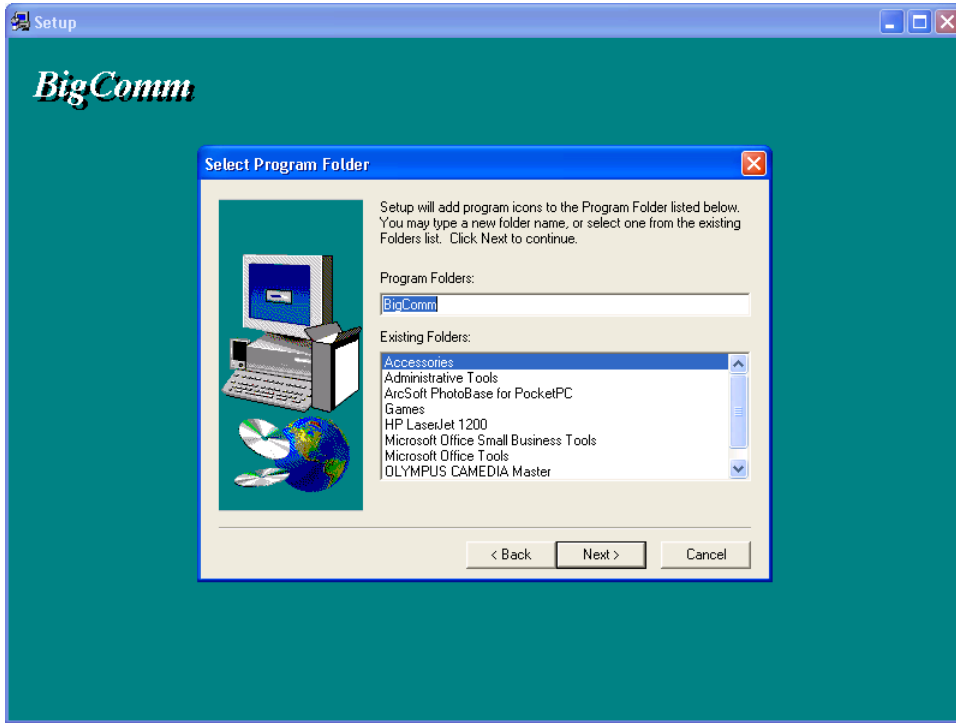 Setup
BigComm
Select Program Folder
Setup will add program icons to the Program Folder listed below.
You may type a new folder name, or select one from the existing
Folders list. Click Next to continue.
Program Folders:
BigComm
Existing Folders:
Accessories
Administrative Tools
ArcSoft PhotoBase for PocketPC
Games
HP LaserJet 1200
Microsoft Office Small Business Tools
Microsoft Office Tools
OLYMPUS CAMEDIA Master
< Back Next > Cancel